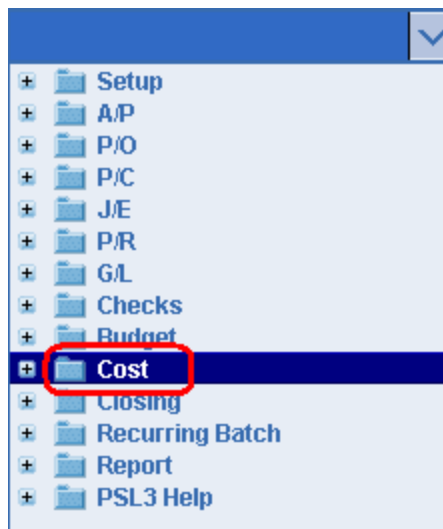 Setup
A/P
P/O
P/C
J/E
P/R
G/L
Checks
Budget
Cost
Closing
Recurring Batch
Report
PSL3 Help